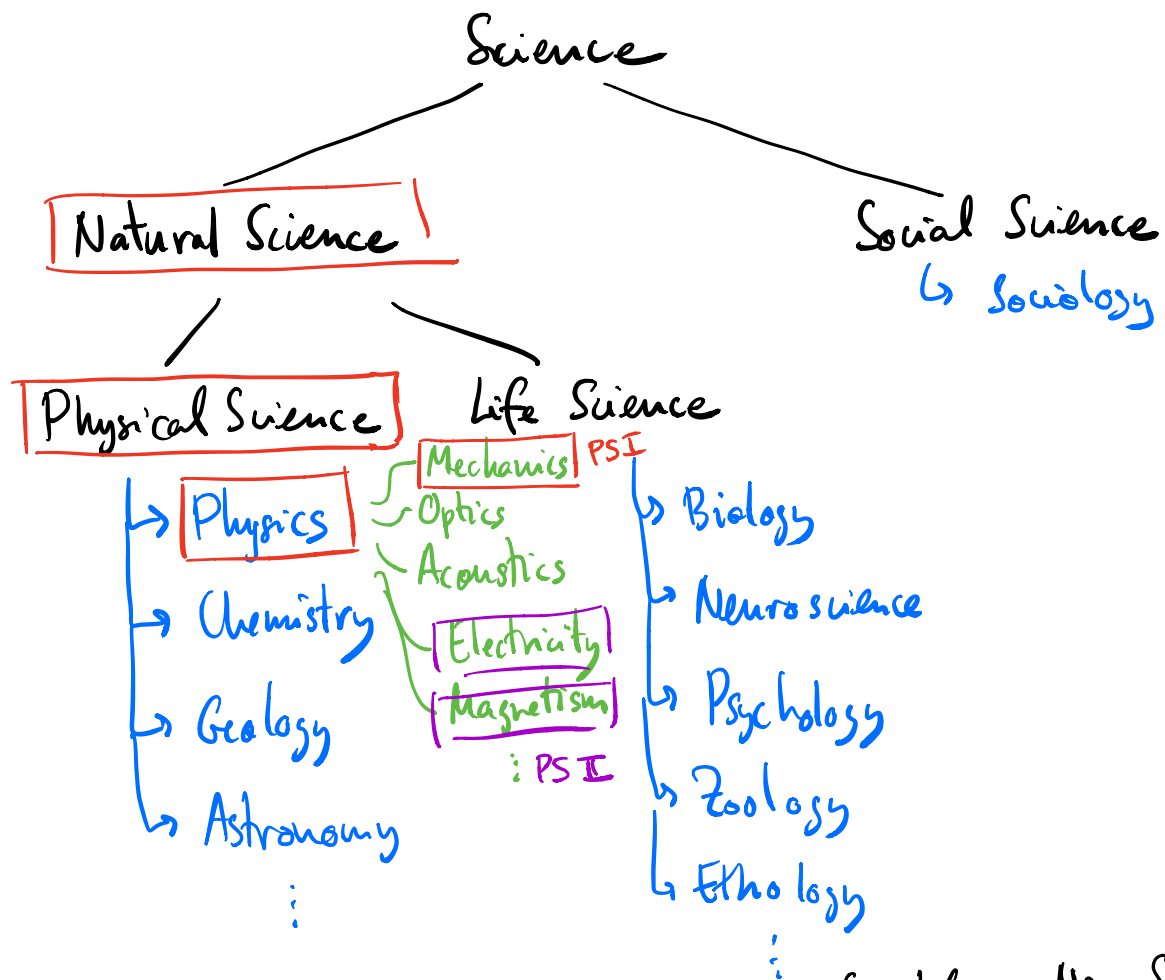 Science
Natural Science
Social Science
↳ Sociology
Physical Science
Life Science
Physics
Chemistry
Geology
Astronomy
⋮
Mechanics PSI
Optics
Acoustics
Electricity
Magnetism
⋮ PS II
Biology
Neuroscience
Psychology
Zoology
Ethology
⋮